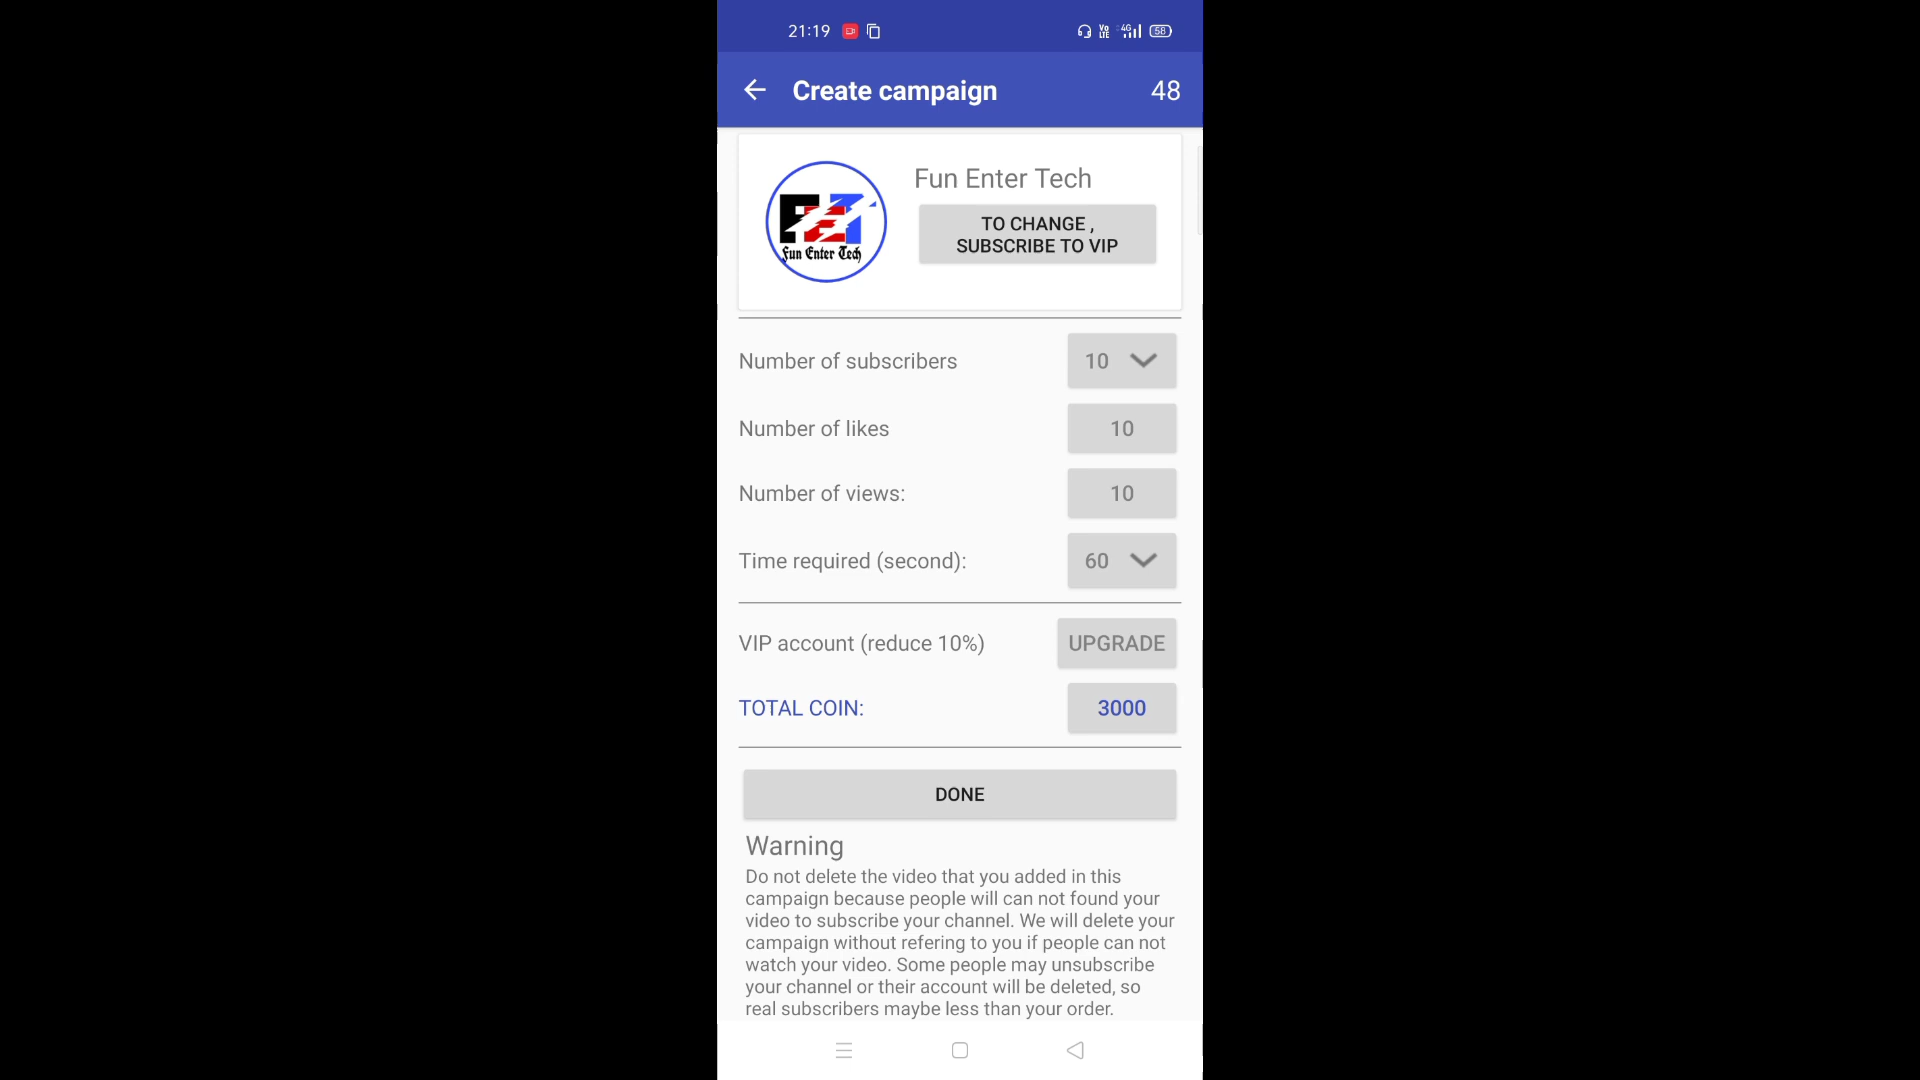 21:19
Vo LTE 4G 58
Create campaign 48
Fun Enter Tech
FET
Fun Enter Tech
TO CHANGE ,
SUBSCRIBE TO VIP
Number of subscribers 10
Number of likes 10
Number of views: 10
Time required (second): 60
VIP account (reduce 10%) UPGRADE
TOTAL COIN: 3000
DONE
Warning
Do not delete the video that you added in this
campaign because people will can not found your
video to subscribe your channel. We will delete your
campaign without refering to you if people can not
watch your video. Some people may unsubscribe
your channel or their account will be deleted, so
real subscribers maybe less than your order.